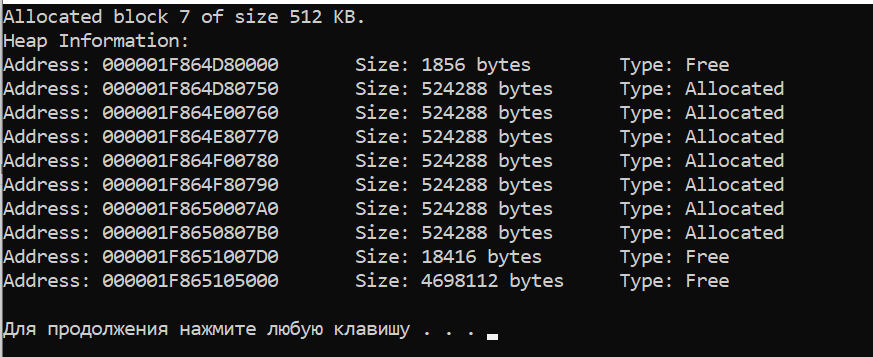 Allocated block 7 of size 512 KB.
Heap Information:
Address: 000001F864D80000 Size: 1856 bytes Type: Free
Address: 000001F864D80750 Size: 524288 bytes Type: Allocated
Address: 000001F864E00760 Size: 524288 bytes Type: Allocated
Address: 000001F864E80770 Size: 524288 bytes Type: Allocated
Address: 000001F864F00780 Size: 524288 bytes Type: Allocated
Address: 000001F864F80790 Size: 524288 bytes Type: Allocated
Address: 000001F8650007A0 Size: 524288 bytes Type: Allocated
Address: 000001F8650807B0 Size: 524288 bytes Type: Allocated
Address: 000001F8651007D0 Size: 18416 bytes Type: Free
Address: 000001F865105000 Size: 4698112 bytes Type: Free
Для продолжения нажмите любую клавишу . . .